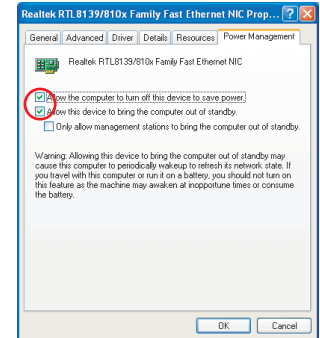 Realtek RTL8139/810x Family Fast Ethernet NIC Prop...
General Advanced Driver Details Resources Power Management
Realtek RTL8139/810x Family Fast Ethernet NIC
Allow the computer to turn off this device to save power.
Allow this device to bring the computer out of standby.
Only allow management stations to bring the computer out of standby.
Warning: Allowing this device to bring the computer out of standby may
cause this computer to periodically wakeup to refresh its network state. If
you travel with this computer or run it on a battery, you should not turn on
this feature as the machine may awaken at inopportune times or consume
the battery.
OK Cancel